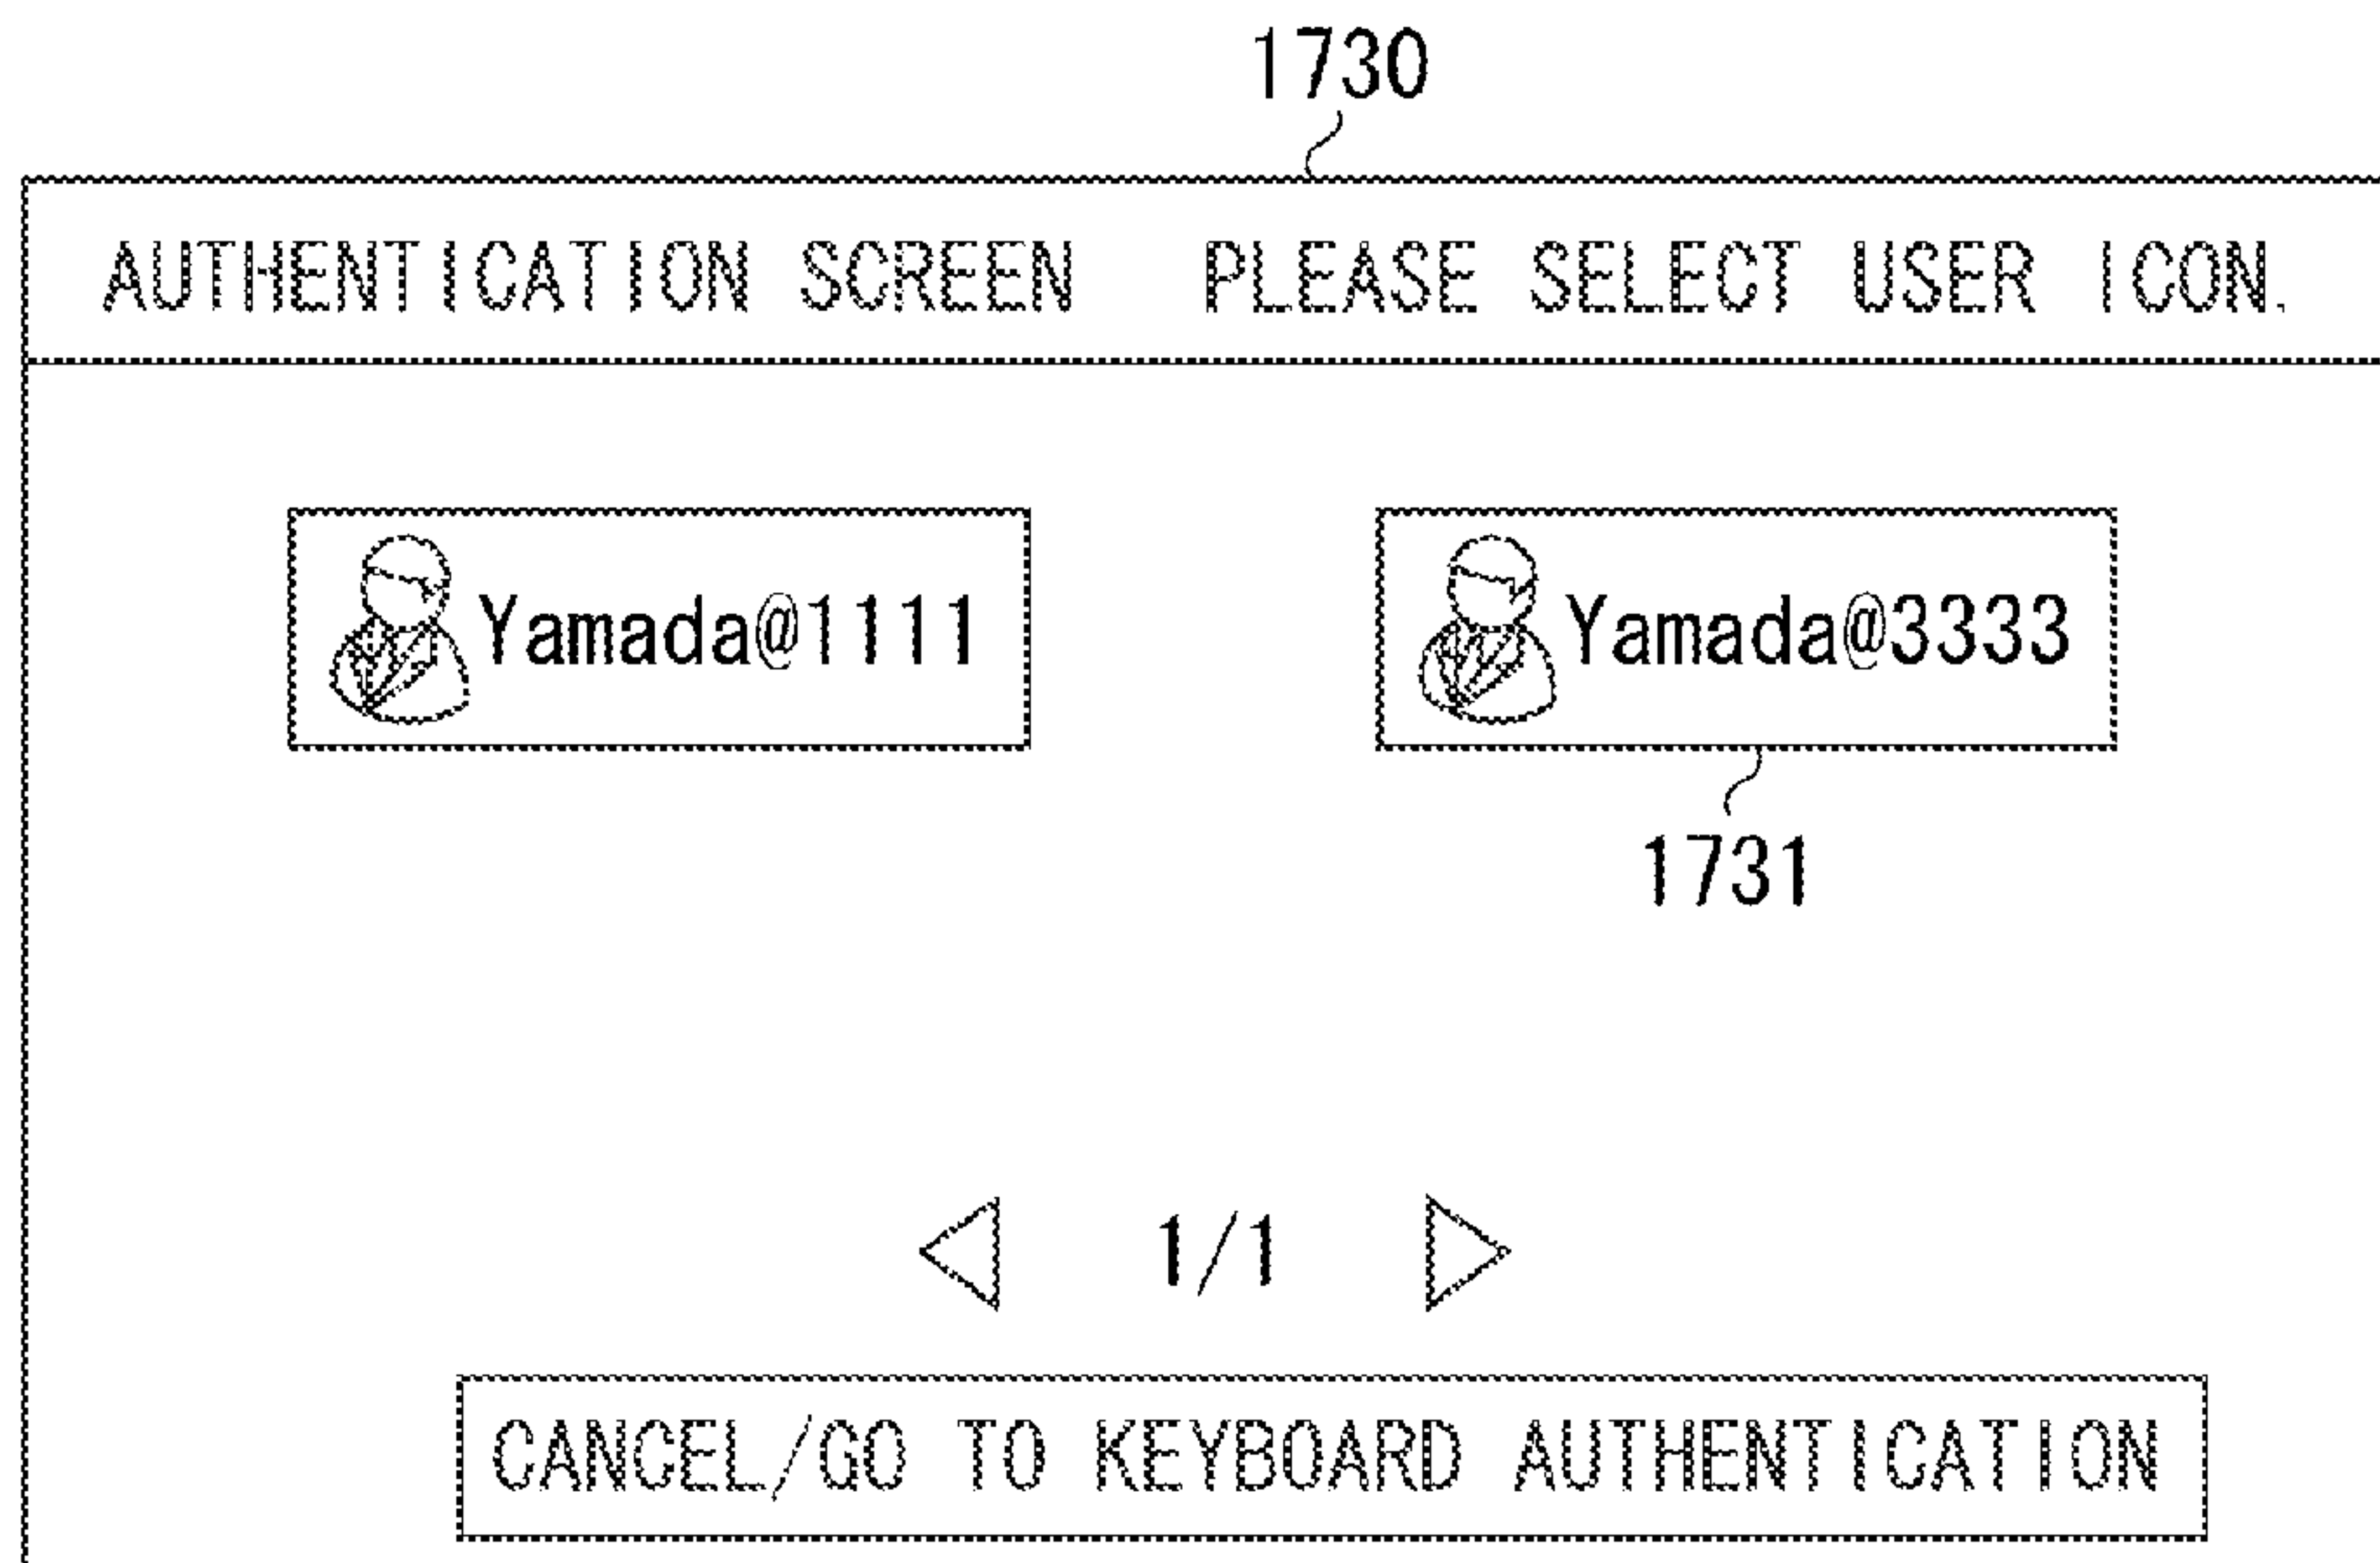 1730
AUTHENTICATION SCREEN PLEASE SELECT USER ICON.
Yamada@1111 Yamada@3333
1731
1/1
CANCEL/GO TO KEYBOARD AUTHENTICATION